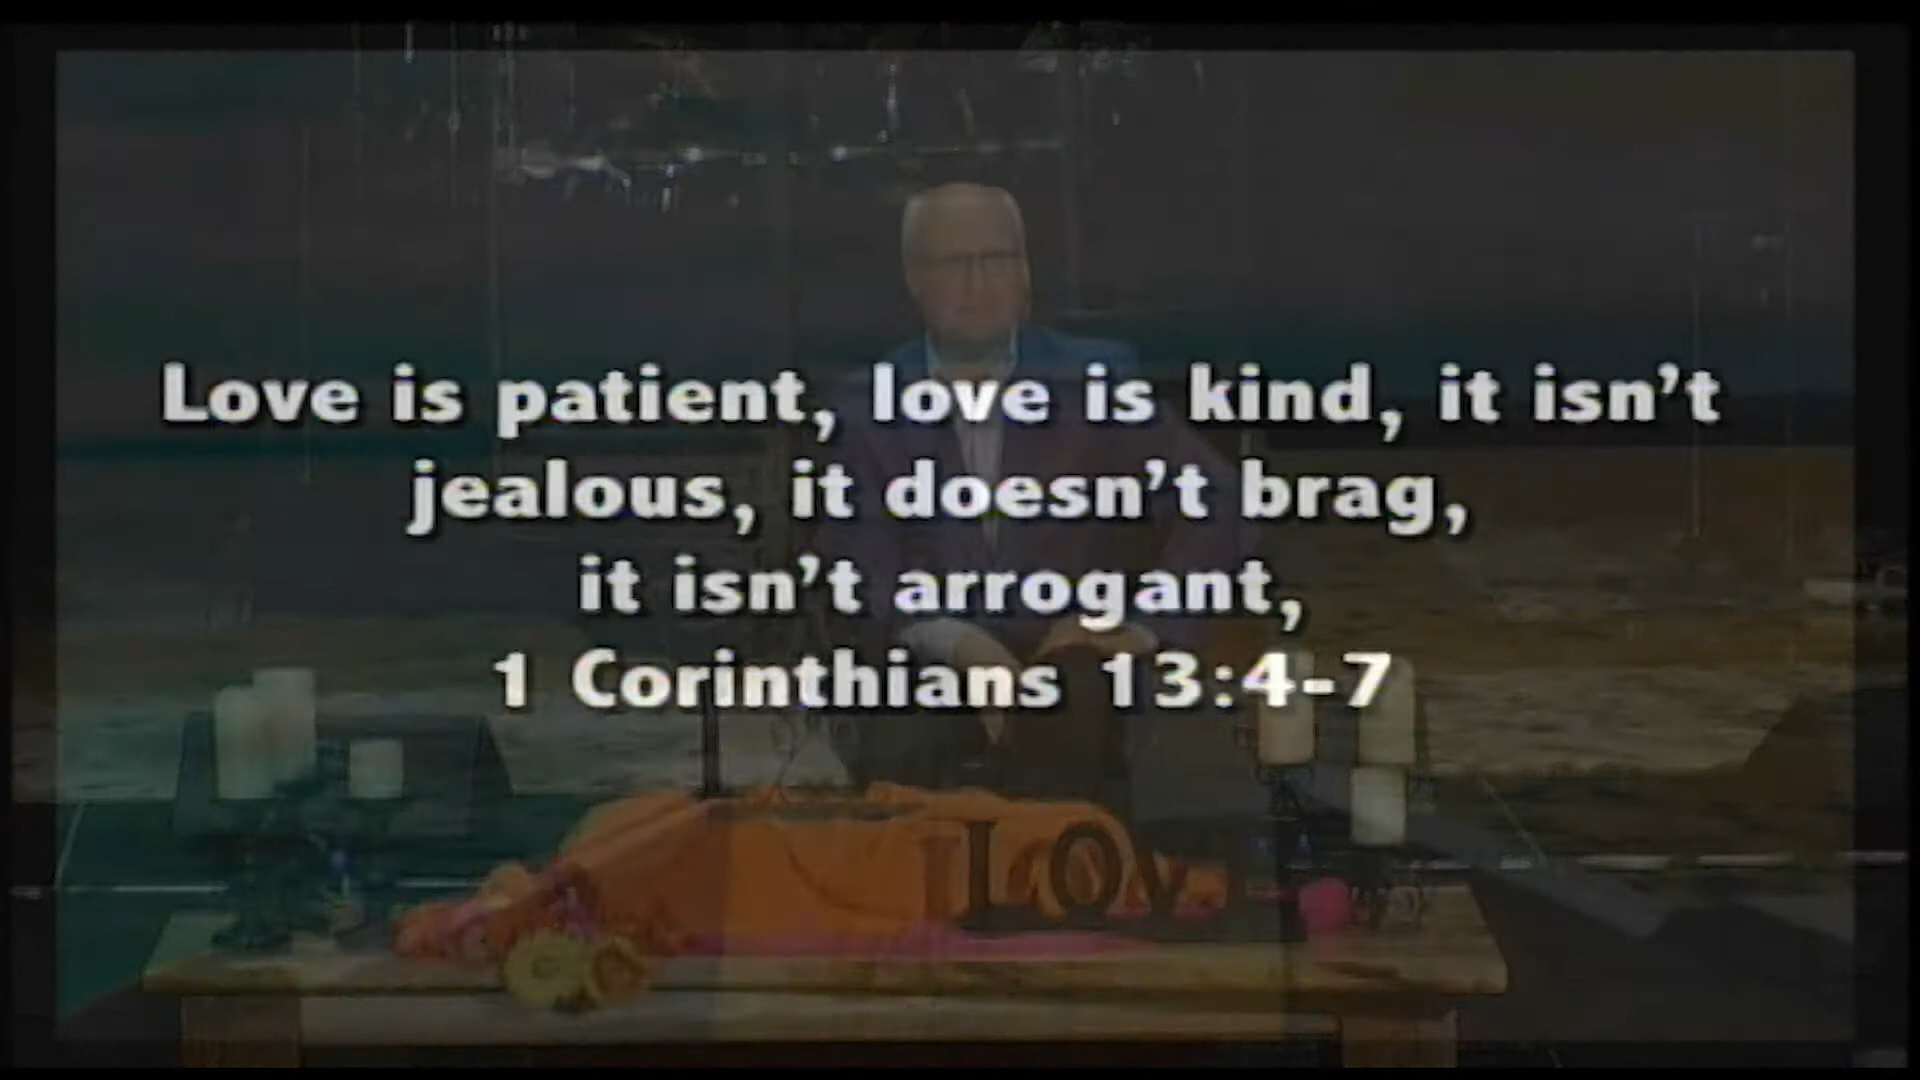 Love is patient, love is kind, it isn't
jealous, it doesn't brag,
it isn't arrogant,
1 Corinthians 13:4-7
LOV